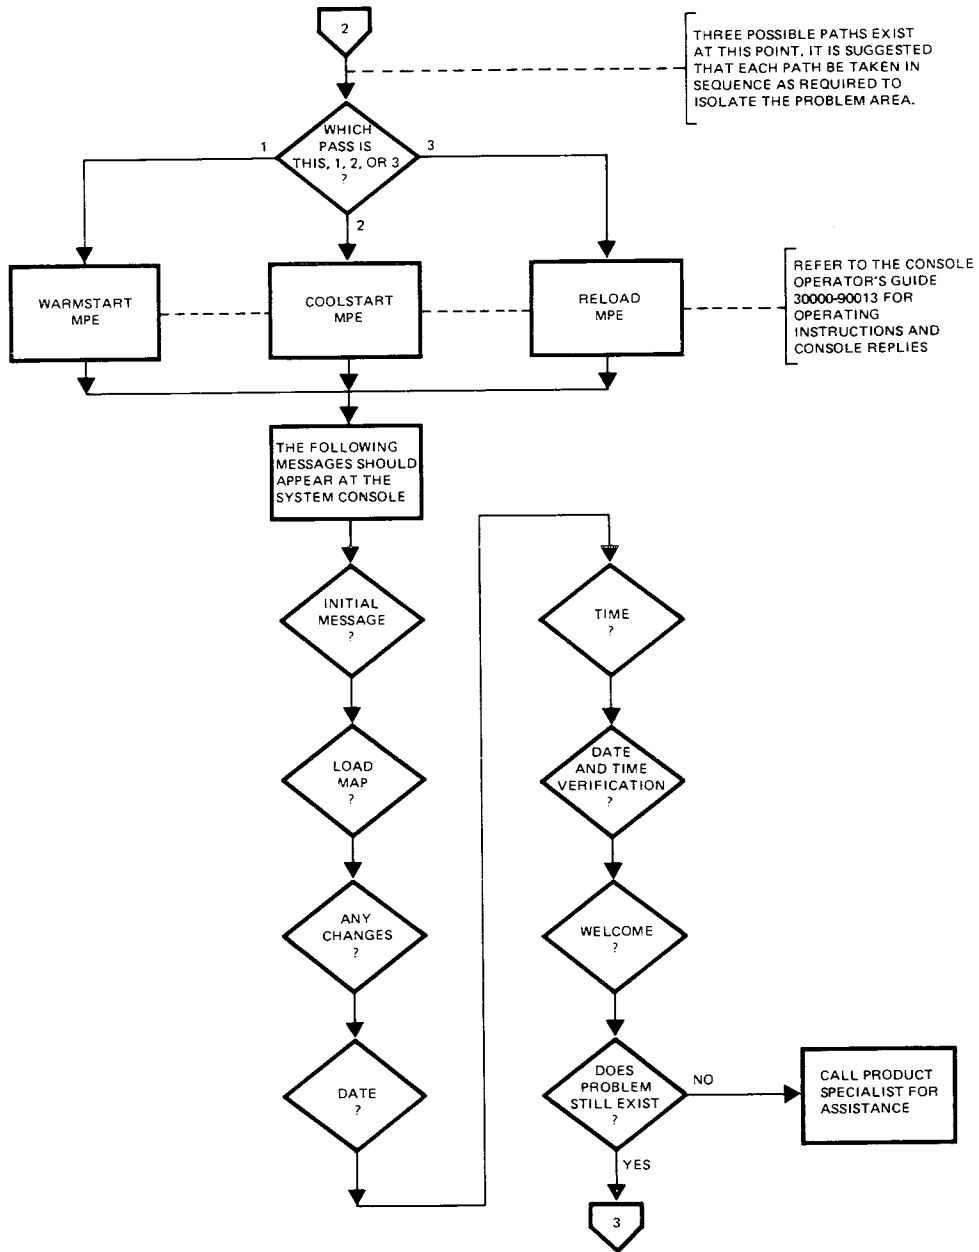 2
THREE POSSIBLE PATHS EXIST
AT THIS POINT, IT IS SUGGESTED
THAT EACH PATH BE TAKEN IN
SEQUENCE AS REQUIRED TO
ISOLATE THE PROBLEM AREA.
WHICH
PASS IS
THIS, 1, 2, OR 3
?
1
3
2
WARMSTART
MPE
COOLSTART
MPE
RELOAD
MPE
REFER TO THE CONSOLE
OPERATOR'S GUIDE
30000-90013 FOR
OPERATING
INSTRUCTIONS AND
CONSOLE REPLIES
THE FOLLOWING
MESSAGES SHOULD
APPEAR AT THE
SYSTEM CONSOLE
INITIAL
MESSAGE
?
LOAD
MAP
?
ANY
CHANGES
?
DATE
?
TIME
?
DATE
AND TIME
VERIFICATION
?
WELCOME
?
DOES
PROBLEM
STILL EXIST
?
NO
CALL PRODUCT
SPECIALIST FOR
ASSISTANCE
YES
3